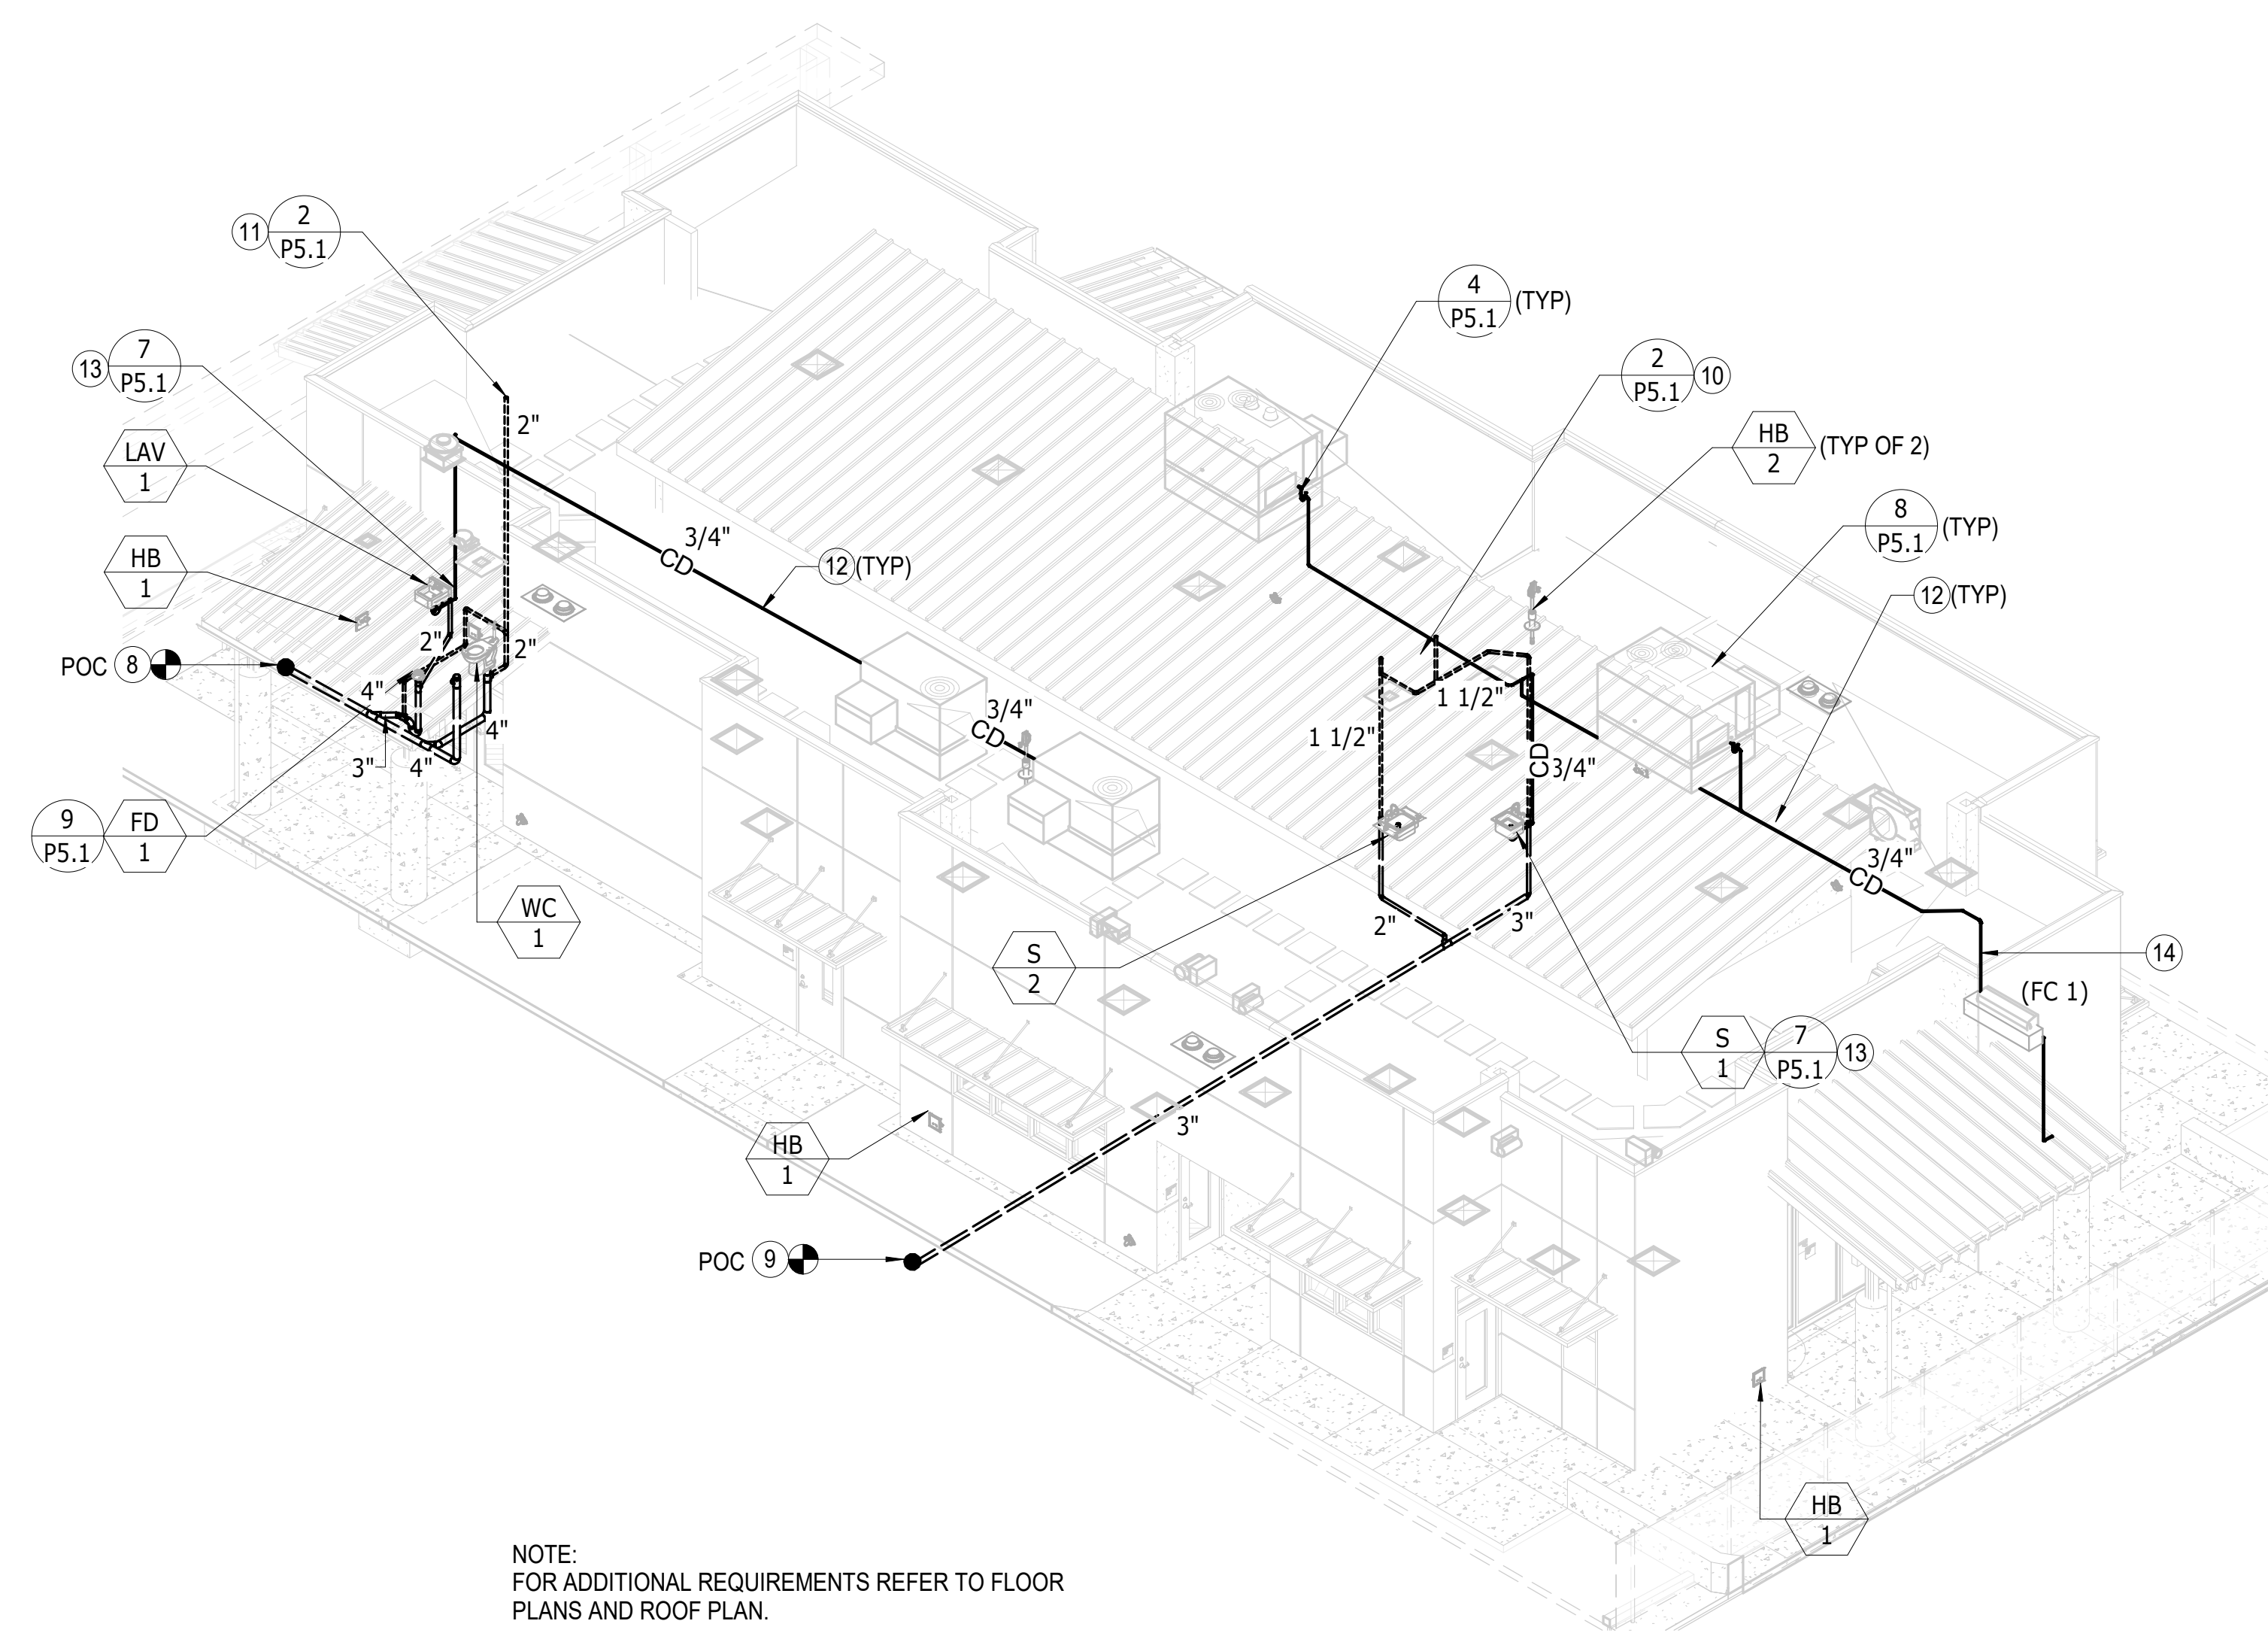 2
11
P5.1
4
(TYP)
P5.1
7
13
P5.1
2
10
P5.1
2"
HB
(TYP OF 2)
2
LAV
1
8
(TYP)
P5.1
3/4"
CD
12
(TYP)
HB
1
12
(TYP)
2"
2"
POC
8
4"
1 1/2"
3/4"
CD
1 1/2"
4"
CD
3/4"
3"
4"
9
P5.1
FD
1
3/4"
CD
WC
1
2"
3"
S
2
14
(FC 1)
S
1
7
P5.1
13
3"
HB
1
POC
9
HB
1
NOTE:
FOR ADDITIONAL REQUIREMENTS REFER TO FLOOR
PLANS AND ROOF PLAN.